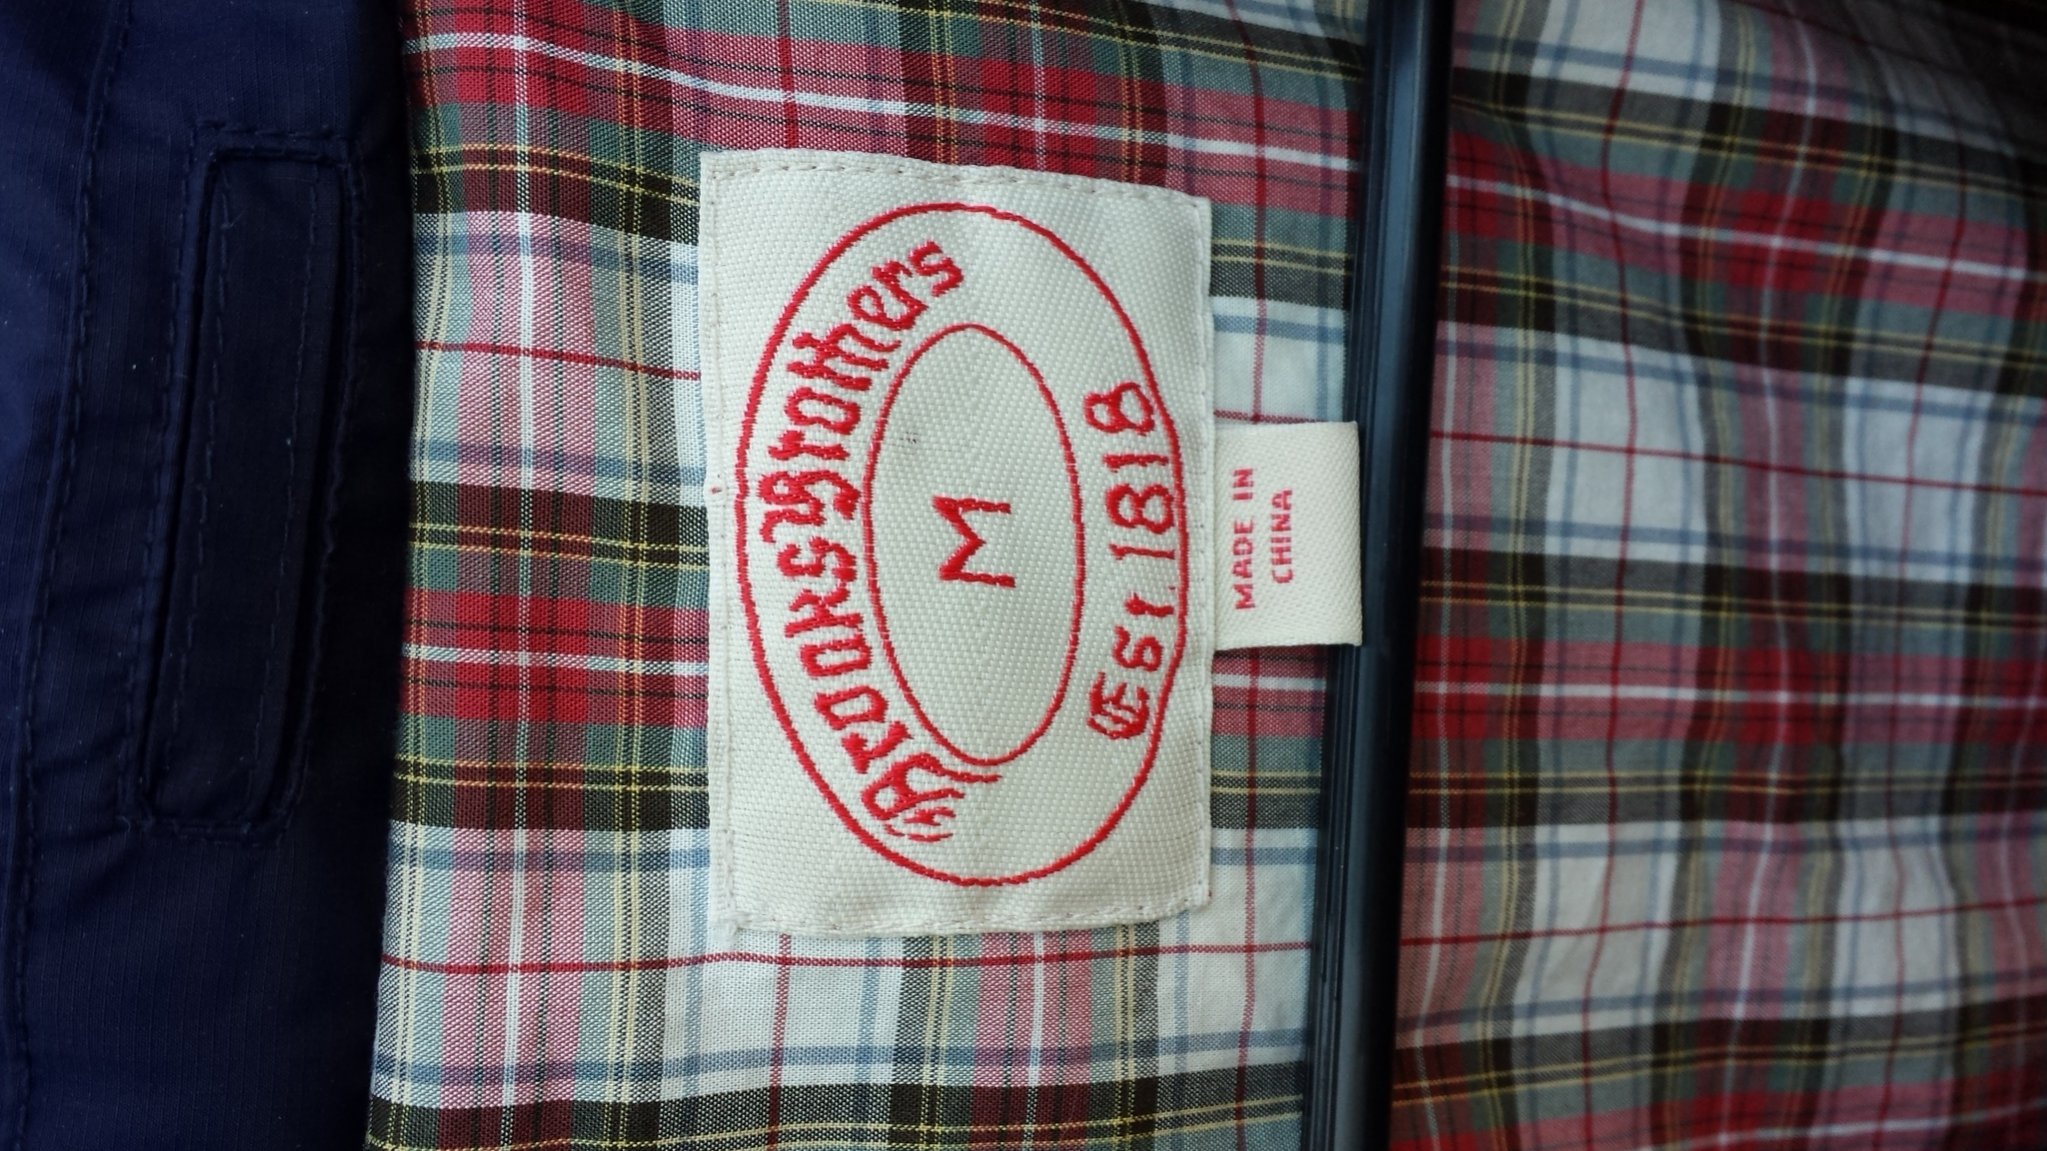 Brooks Brothers
M
Est. 1818
MADE IN
CHINA